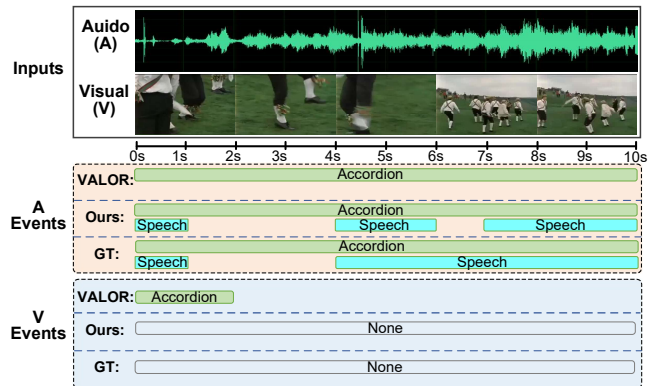 Auido
(A)
Inputs
Visual
(V)
0s 1s 2s 3s 4s 5s 6s 7s 8s 9s 10s
A
Events
VALOR: Accordion
Ours: Accordion
Speech Speech Speech
GT: Accordion
Speech Speech
V
Events
VALOR: Accordion
Ours: None
GT: None